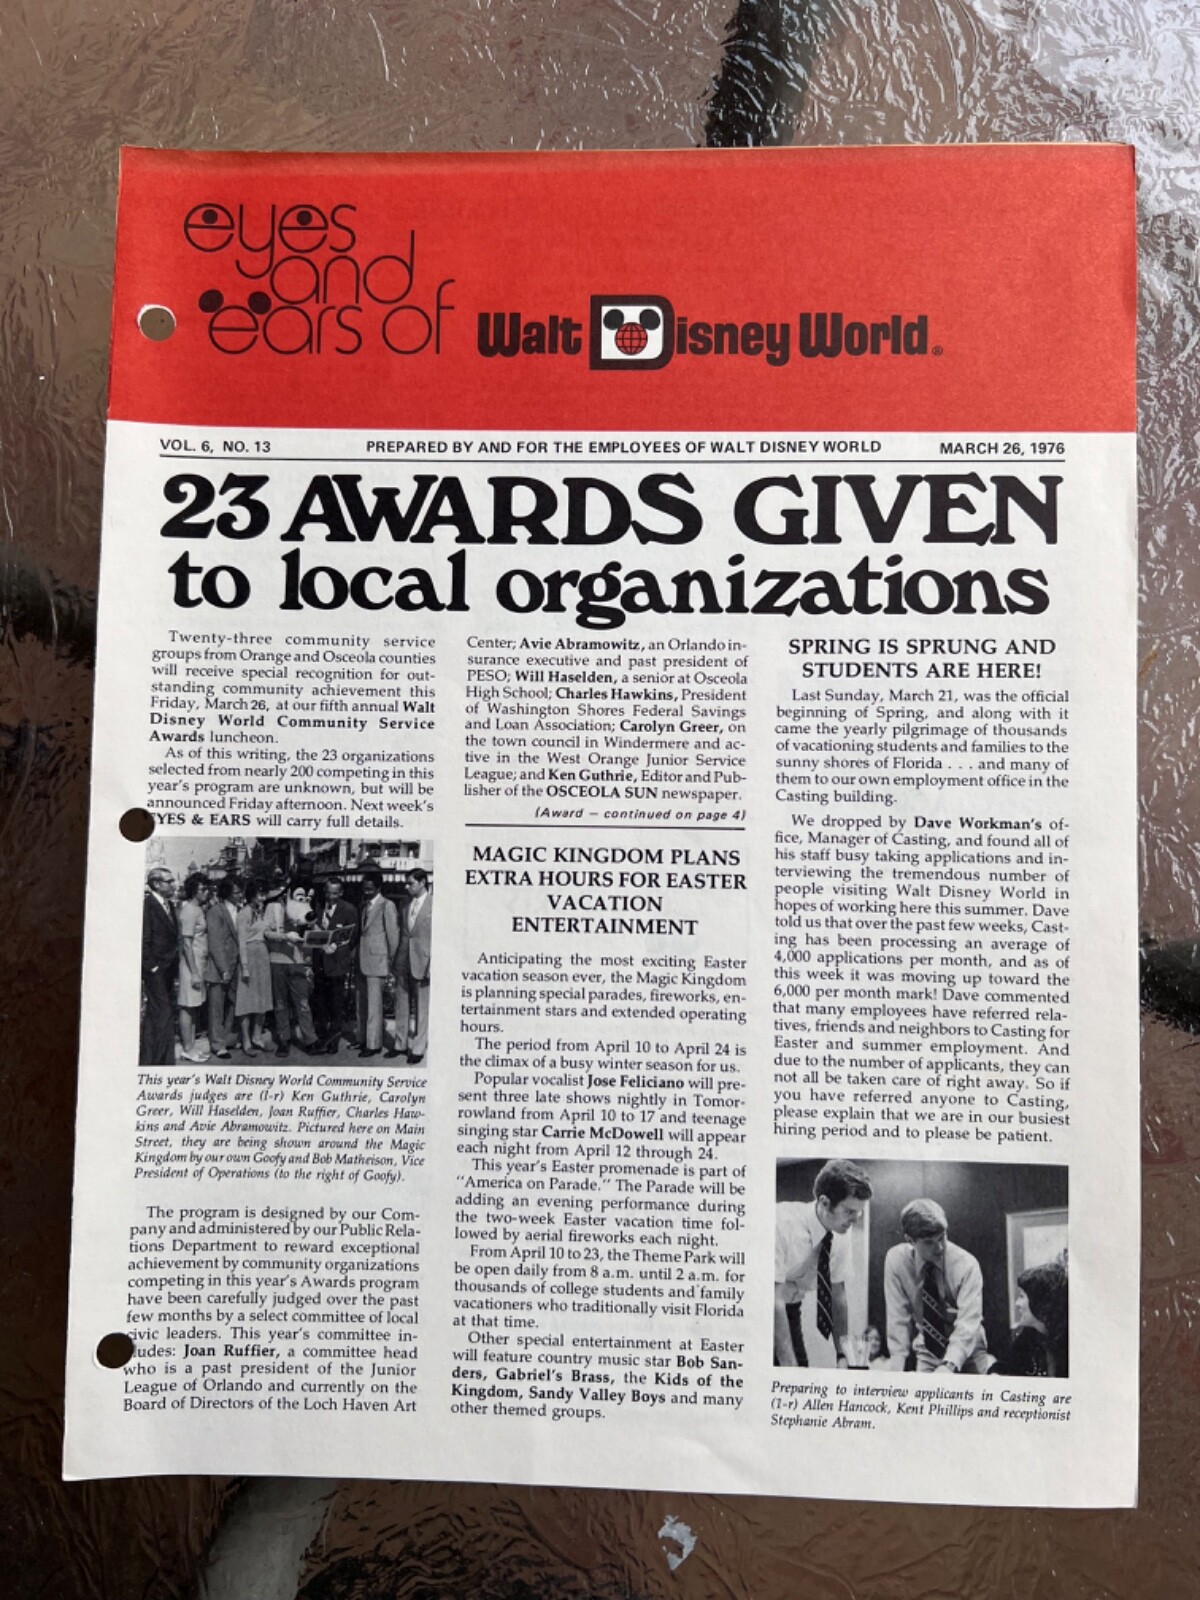 eyes
and
ears of
Walt Disney World®
VOL. 6, NO. 13 PREPARED BY AND FOR THE EMPLOYEES OF WALT DISNEY WORLD MARCH 26, 1976
23 AWARDS GIVEN
to local organizations
Twenty-three community service
groups from Orange and Osceola counties
will receive special recognition for out-
standing community achievement this
Friday, March 26, at our fifth annual Walt
Disney World Community Service
Awards luncheon.
As of this writing, the 23 organizations
selected from nearly 200 competing in this
year's program are unknown, but will be
announced Friday afternoon. Next week's
EYES & EARS will carry full details.
This year's Walt Disney World Community Service
Awards judges are (l-r) Ken Guthrie, Carolyn
Greer, Will Haselden, Joan Ruffier, Charles Haw-
kins and Avie Abramowitz. Pictured here on Main
Street, they are being shown around the Magic
Kingdom by our own Goofy and Bob Matheison, Vice
President of Operations (to the right of Goofy).
The program is designed by our Com-
pany and administered by our Public Rela-
tions Department to reward exceptional
achievement by community organizations
competing in this year's Awards program
have been carefully judged over the past
few months by a select committee of local
civic leaders. This year's committee in-
cludes: Joan Ruffier, a committee head
who is a past president of the Junior
League of Orlando and currently on the
Board of Directors of the Loch Haven Art
Center; Avie Abramowitz, an Orlando in-
surance executive and past president of
PESO; Will Haselden, a senior at Osceola
High School; Charles Hawkins, President
of Washington Shores Federal Savings
and Loan Association; Carolyn Greer, on
the town council in Windermere and ac-
tive in the West Orange Junior Service
League; and Ken Guthrie, Editor and Pub-
lisher of the OSCEOLA SUN newspaper.
(Award — continued on page 4)
MAGIC KINGDOM PLANS
EXTRA HOURS FOR EASTER
VACATION
ENTERTAINMENT
Anticipating the most exciting Easter
vacation season ever, the Magic Kingdom
is planning special parades, fireworks, en-
tertainment stars and extended operating
hours.
The period from April 10 to April 24 is
the climax of a busy winter season for us.
Popular vocalist Jose Feliciano will pre-
sent three late shows nightly in Tomor-
rowland from April 10 to 17 and teenage
singing star Carrie McDowell will appear
each night from April 12 through 24.
This year's Easter promenade is part of
"America on Parade." The Parade will be
adding an evening performance during
the two-week Easter vacation time fol-
lowed by aerial fireworks each night.
From April 10 to 23, the Theme Park will
be open daily from 8 a.m. until 2 a.m. for
thousands of college students and family
vacationers who traditionally visit Florida
at that time.
Other special entertainment at Easter
will feature country music star Bob San-
ders, Gabriel's Brass, the Kids of the
Kingdom, Sandy Valley Boys and many
other themed groups.
SPRING IS SPRUNG AND
STUDENTS ARE HERE!
Last Sunday, March 21, was the official
beginning of Spring, and along with it
came the yearly pilgrimage of thousands
of vacationing students and families to the
sunny shores of Florida . . . and many of
them to our own employment office in the
Casting building.
We dropped by Dave Workman's of-
fice, Manager of Casting, and found all of
his staff busy taking applications and in-
terviewing the tremendous number of
people visiting Walt Disney World in
hopes of working here this summer. Dave
told us that over the past few weeks, Cast-
ing has been processing an average of
4,000 applications per month, and as of
this week it was moving up toward the
6,000 per month mark! Dave commented
that many employees have referred rela-
tives, friends and neighbors to Casting for
Easter and summer employment. And
due to the number of applicants, they can
not all be taken care of right away. So if
you have referred anyone to Casting,
please explain that we are in our busiest
hiring period and to please be patient.
Preparing to interview applicants in Casting are
(l-r) Allen Hancock, Kent Phillips and receptionist
Stephanie Abram.